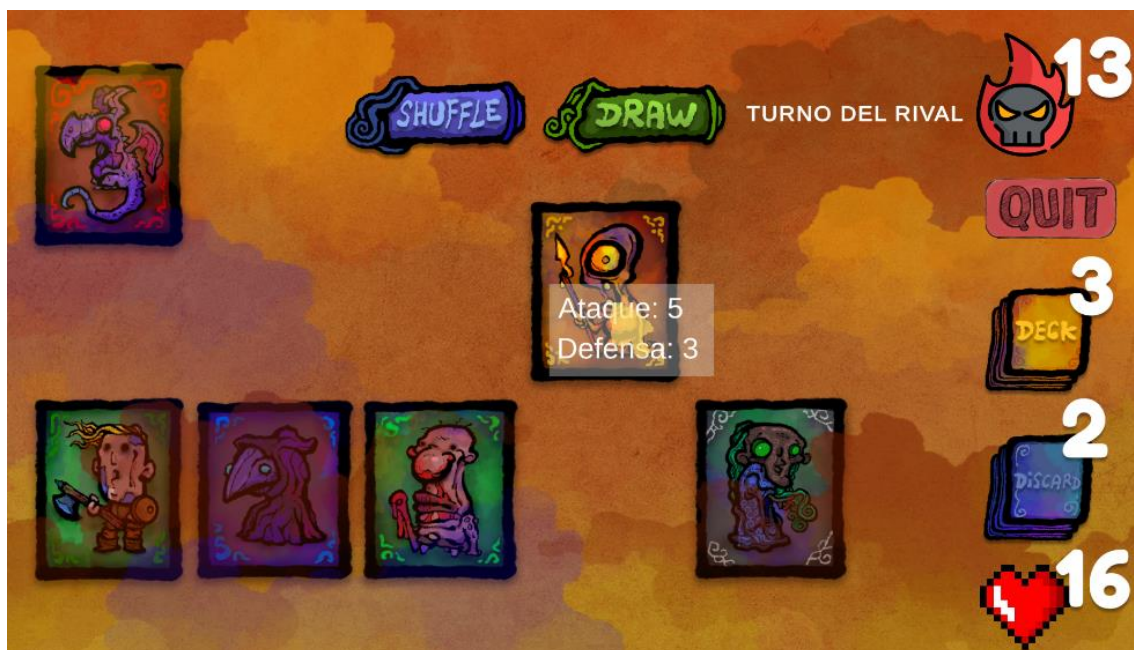 SHUFFLE
DRAW
TURNO DEL RIVAL
13
QUIT
Ataque: 5
Defensa: 3
3
DECK
2
DISCARD
16